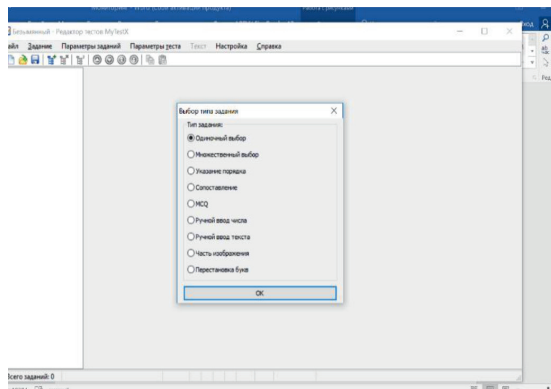 Безымянный - Редактор тестов MyTestX
айл Задание Параметры заданий Параметры теста Текст Настройка Справка
Выбор типа задания
Тип задания:
Одиночный выбор
Множественный выбор
Указание порядка
Сопоставление
MCQ
Ручной ввод числа
Ручной ввод текста
Часть изображения
Перестановка букв
OK
Всего заданий: 0